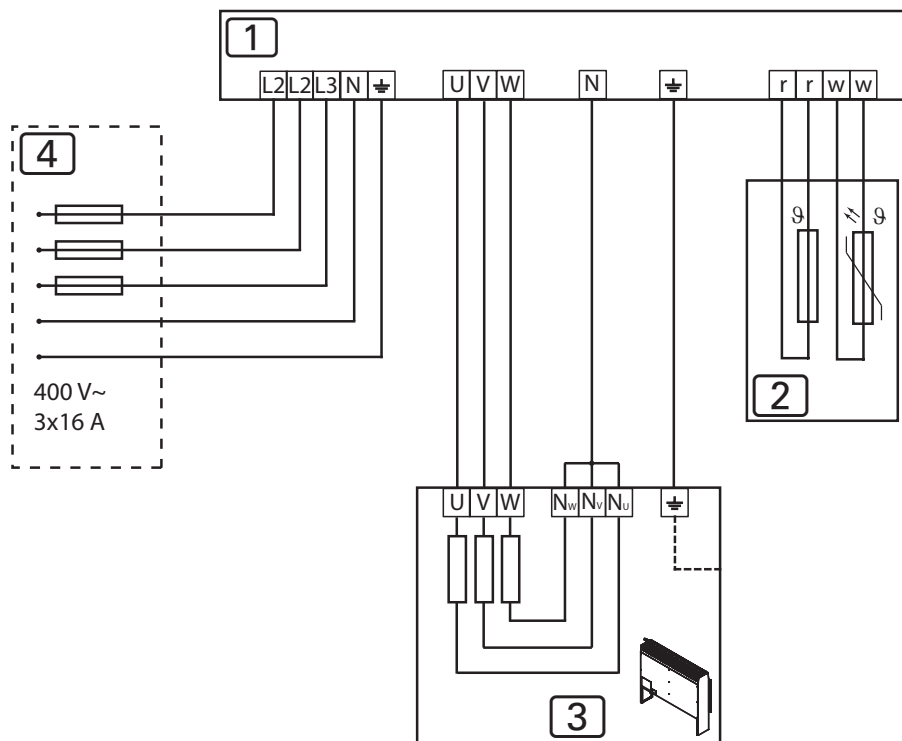 1
L2 L2 L3 N U V W N r r w w
4
ϑ ϑ
400 V~
3x16 A
2
U V W NW NV NU
3